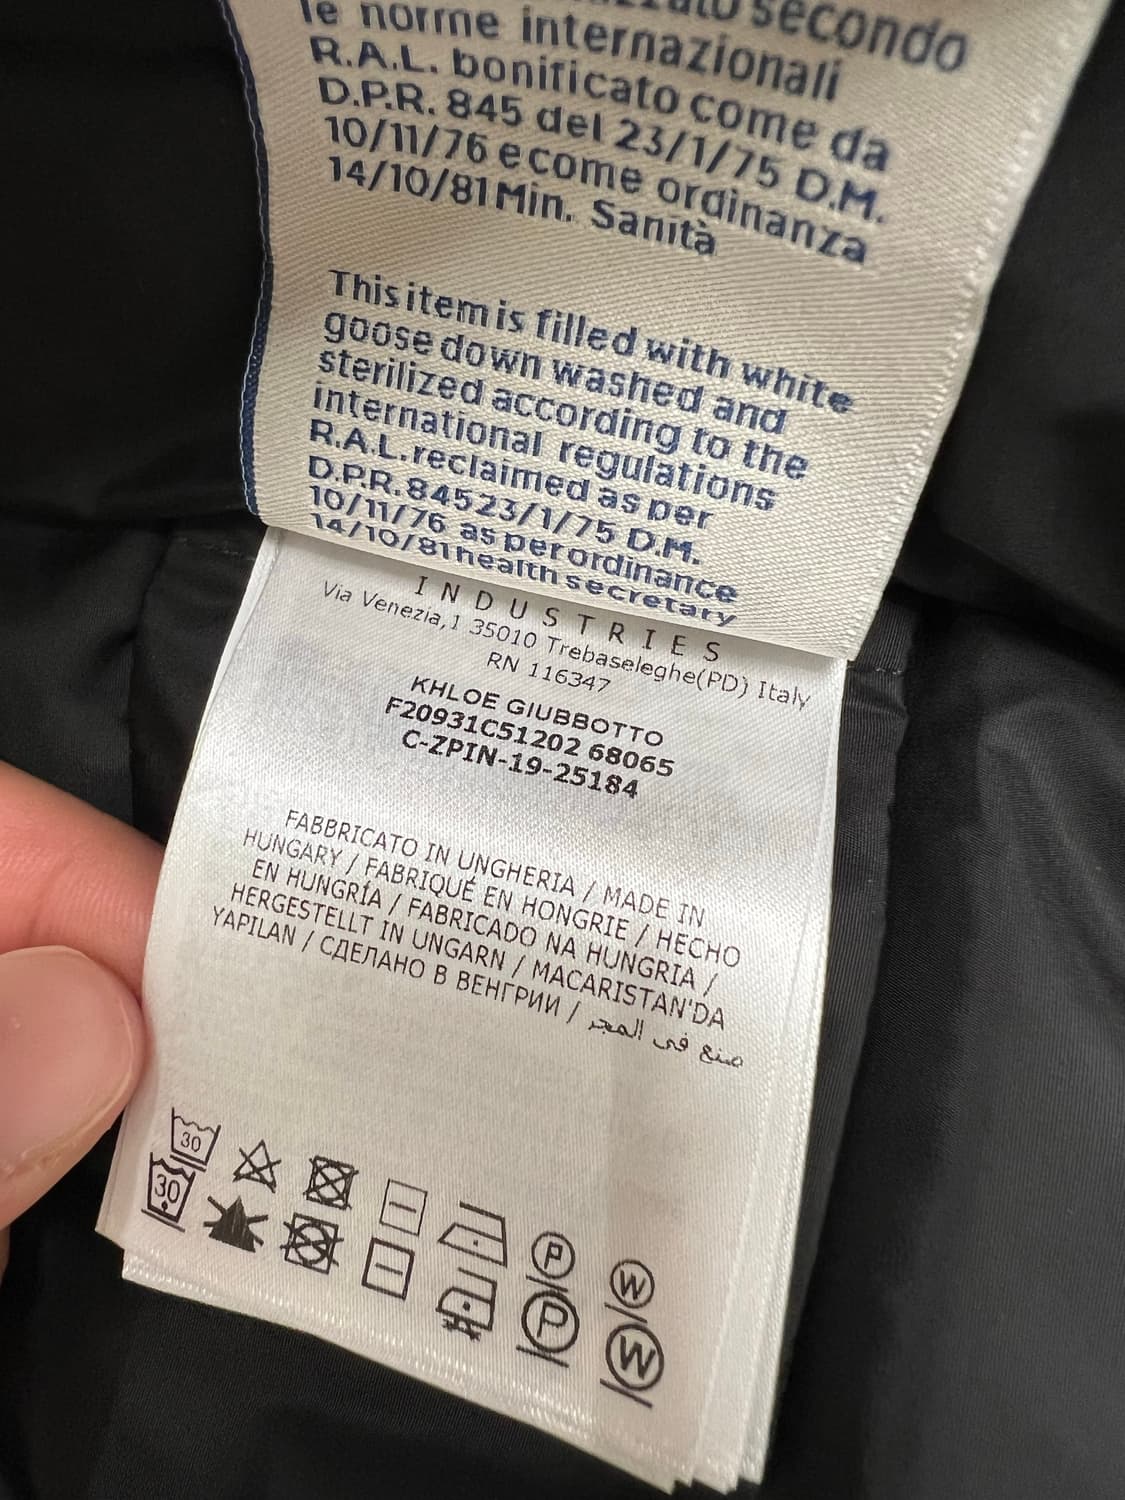 secondo
le norme internazionali
R.A.L. bonificato come da
D.P.R. 845 del 23/1/75 D.M.
10/11/76 e come ordinanza
14/10/81 Min. Sanità
This item is filled with white
goose down washed and
sterilized according to the
international regulations
R.A.L. reclaimed as per
D.P.R. 845 23/1/75 D.M.
10/11/76 as per ordinance
14/10/81 health secretary
INDUSTRIES
Via Venezia,1 35010 Trebaseleghe(PD) Italy
RN 116347
KHLOE GIUBBOTTO
F20931C51202 68065
C-ZPIN-19-25184
FABBRICATO IN UNGHERIA / MADE IN
HUNGARY / FABRIQUÉ EN HONGRIE / HECHO
EN HUNGRÍA / FABRICADO NA HUNGRIA /
HERGESTELLT IN UNGARN / MACARISTAN'DA
YAPILAN / СДЕЛАНО В ВЕНГРИИ / صنع في المجر
30
P W
30
P W